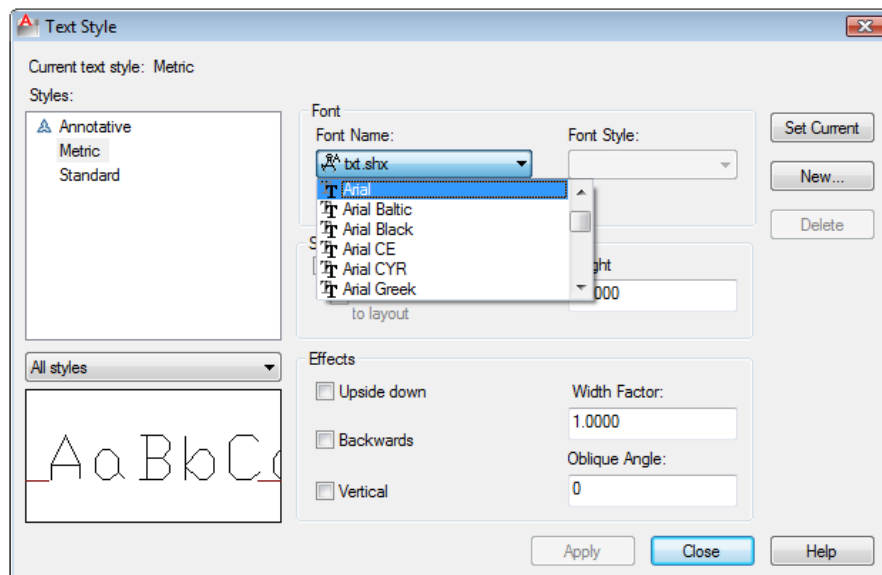 Text Style
Current text style: Metric
Styles:
Annotative
Metric
Standard
All styles
AaBbC
Font
Font Name:
txt.shx
Arial
Arial Baltic
Arial Black
Arial CE
Arial CYR
Arial Greek
Font Style:
to layout
Effects
Upside down
Backwards
Vertical
Width Factor:
1.0000
Oblique Angle:
0
Set Current
New...
Delete
Apply
Close
Help